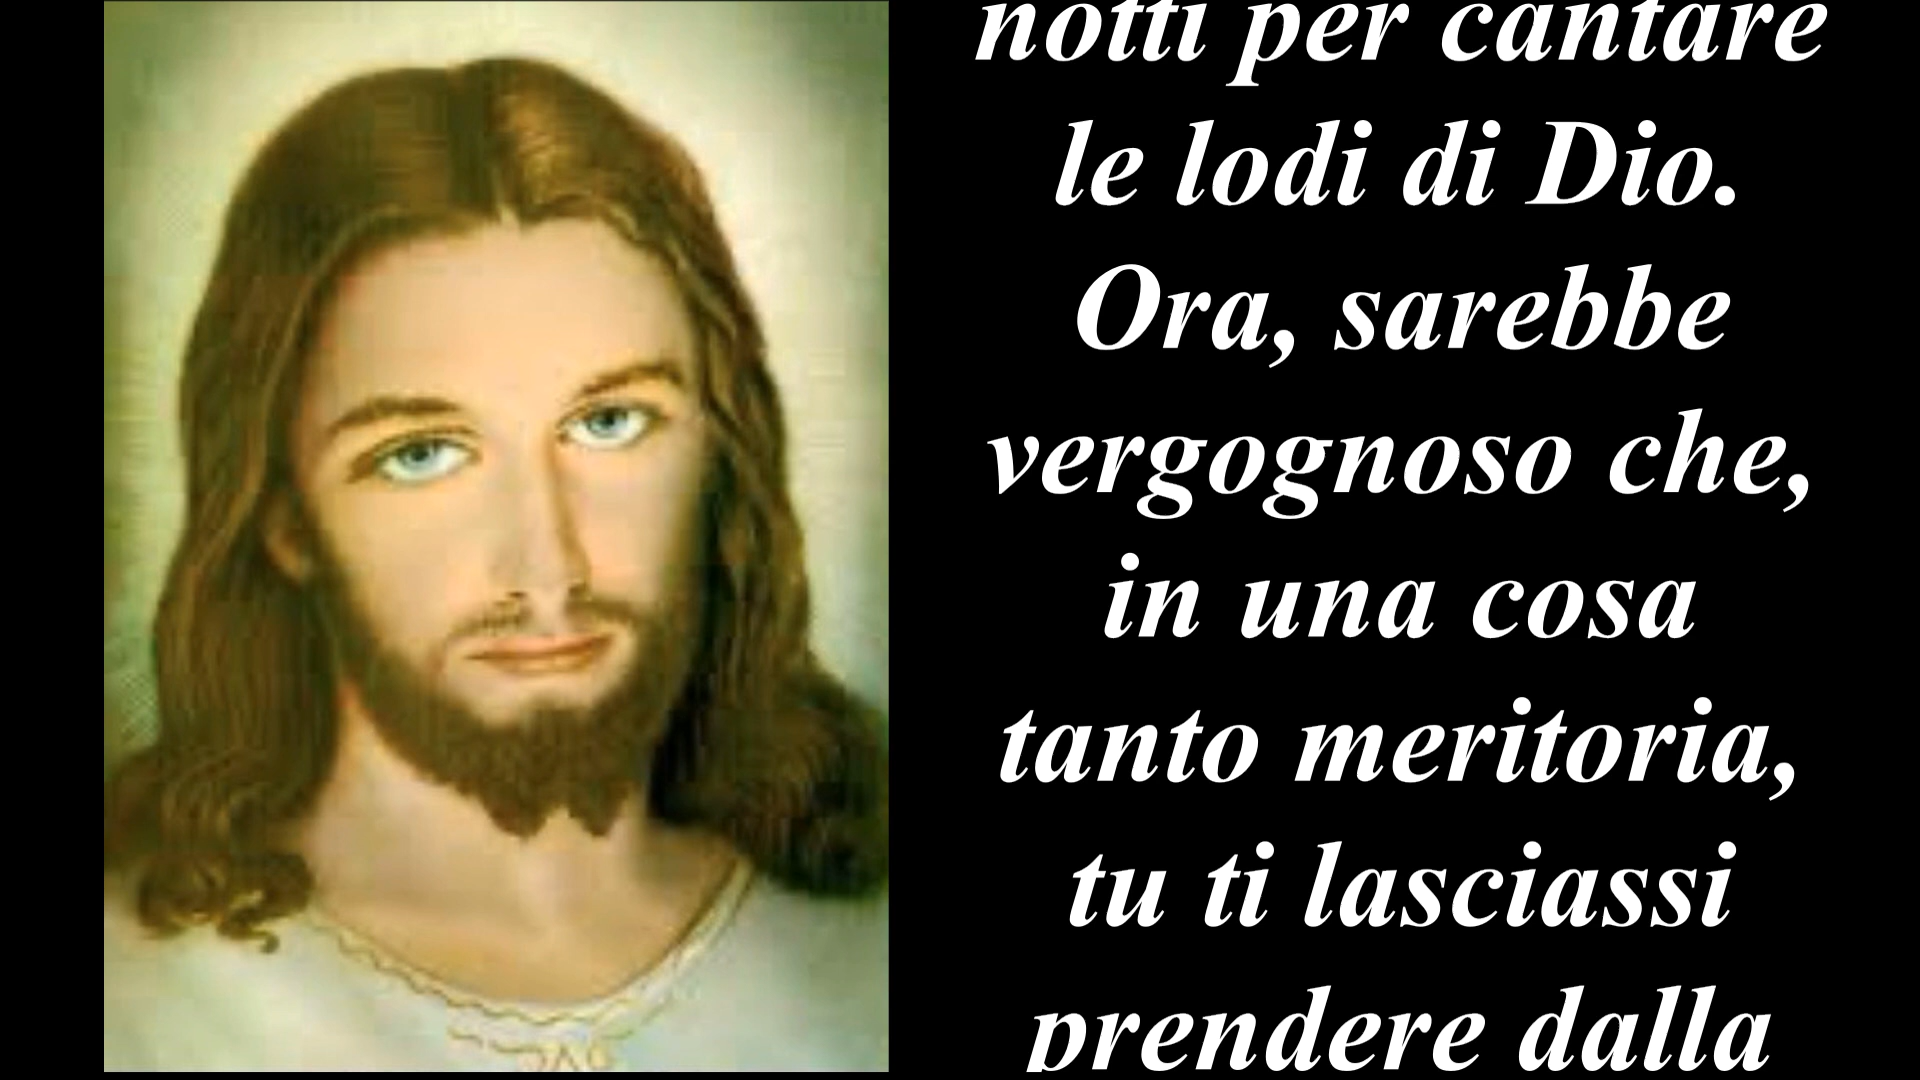 notti per cantare
le lodi di Dio.
Ora, sarebbe
vergognoso che,
in una cosa
tanto meritoria,
tu ti lasciassi
prendere dalla